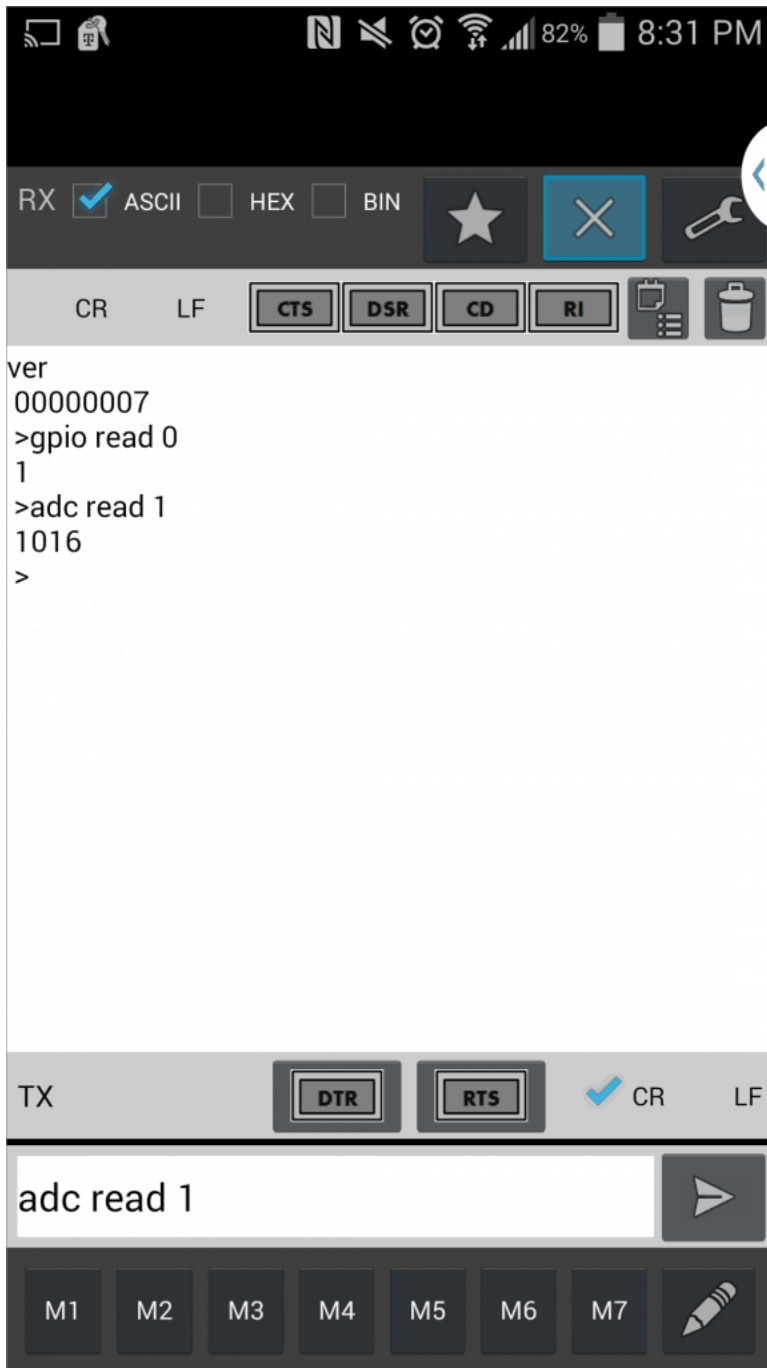 82% 8:31 PM
RX ASCII HEX BIN
CR LF CTS DSR CD RI
ver
00000007
>gpio read 0
1
>adc read 1
1016
>
TX DTR RTS CR LF
adc read 1
M1 M2 M3 M4 M5 M6 M7